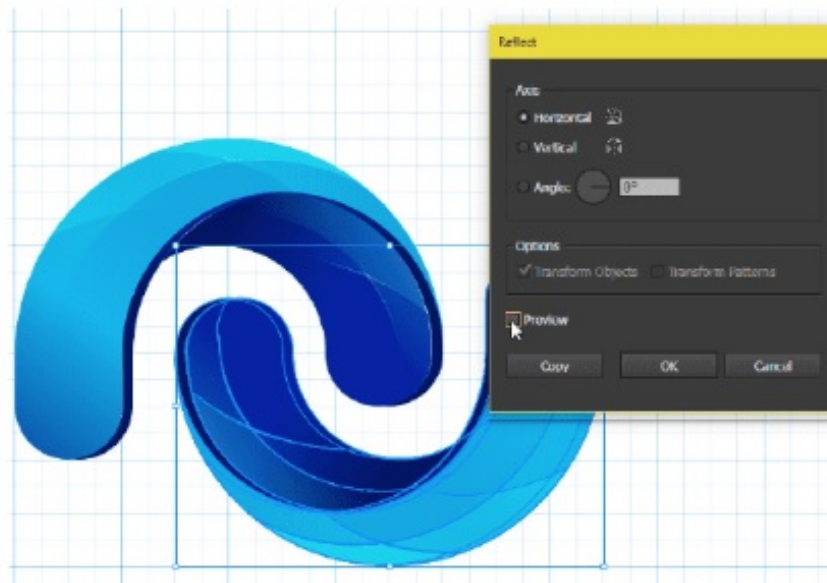 Reflect
Axis
Horizontal
Vertical
Angle: 0°
Options
Transform Objects Transform Patterns
Preview
Copy OK Cancel